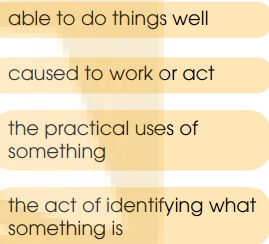 able to do things well
caused to work or act
the practical uses of
something
the act of identifying what
something is